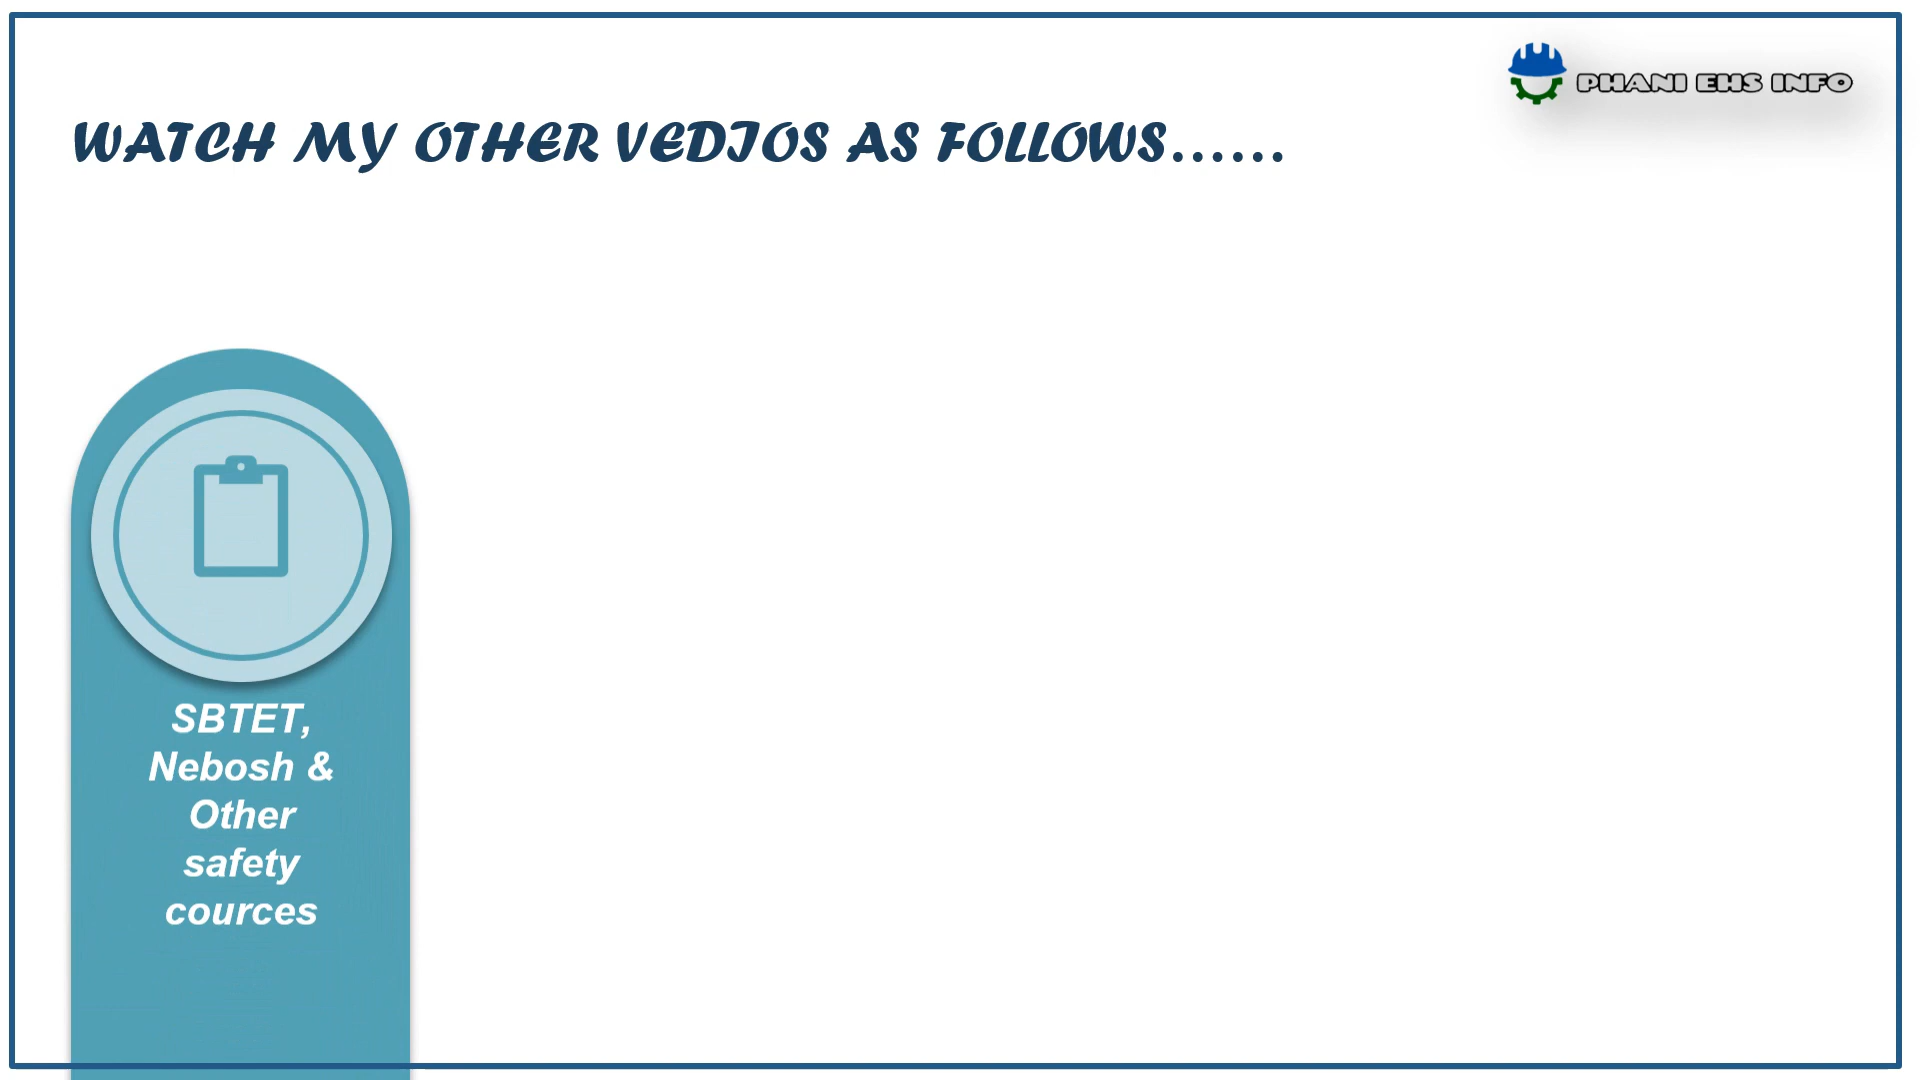 PHANI EHS INFO
WATCH MY OTHER VEDIOS AS FOLLOWS......
SBTET,
Nebosh &
Other
safety
cources